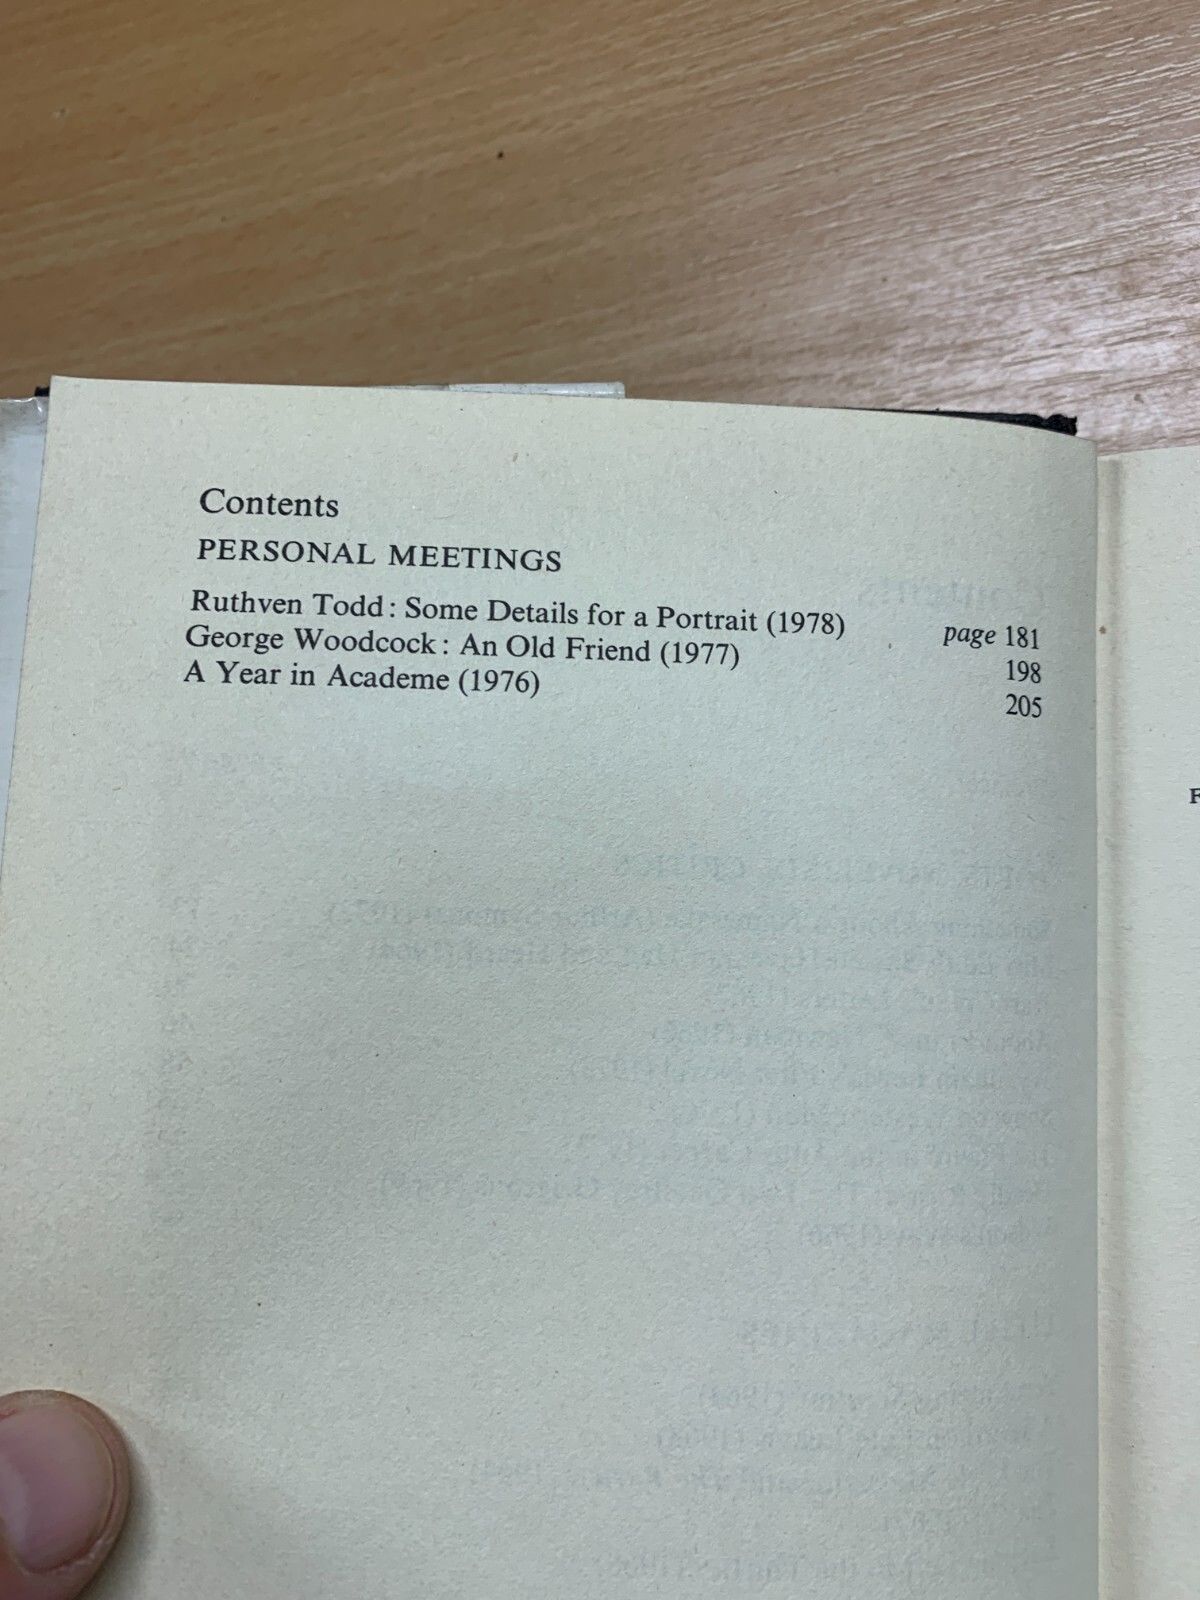 Contents
PERSONAL MEETINGS
Ruthven Todd: Some Details for a Portrait (1978) page 181
George Woodcock: An Old Friend (1977) 198
A Year in Academe (1976) 205
F